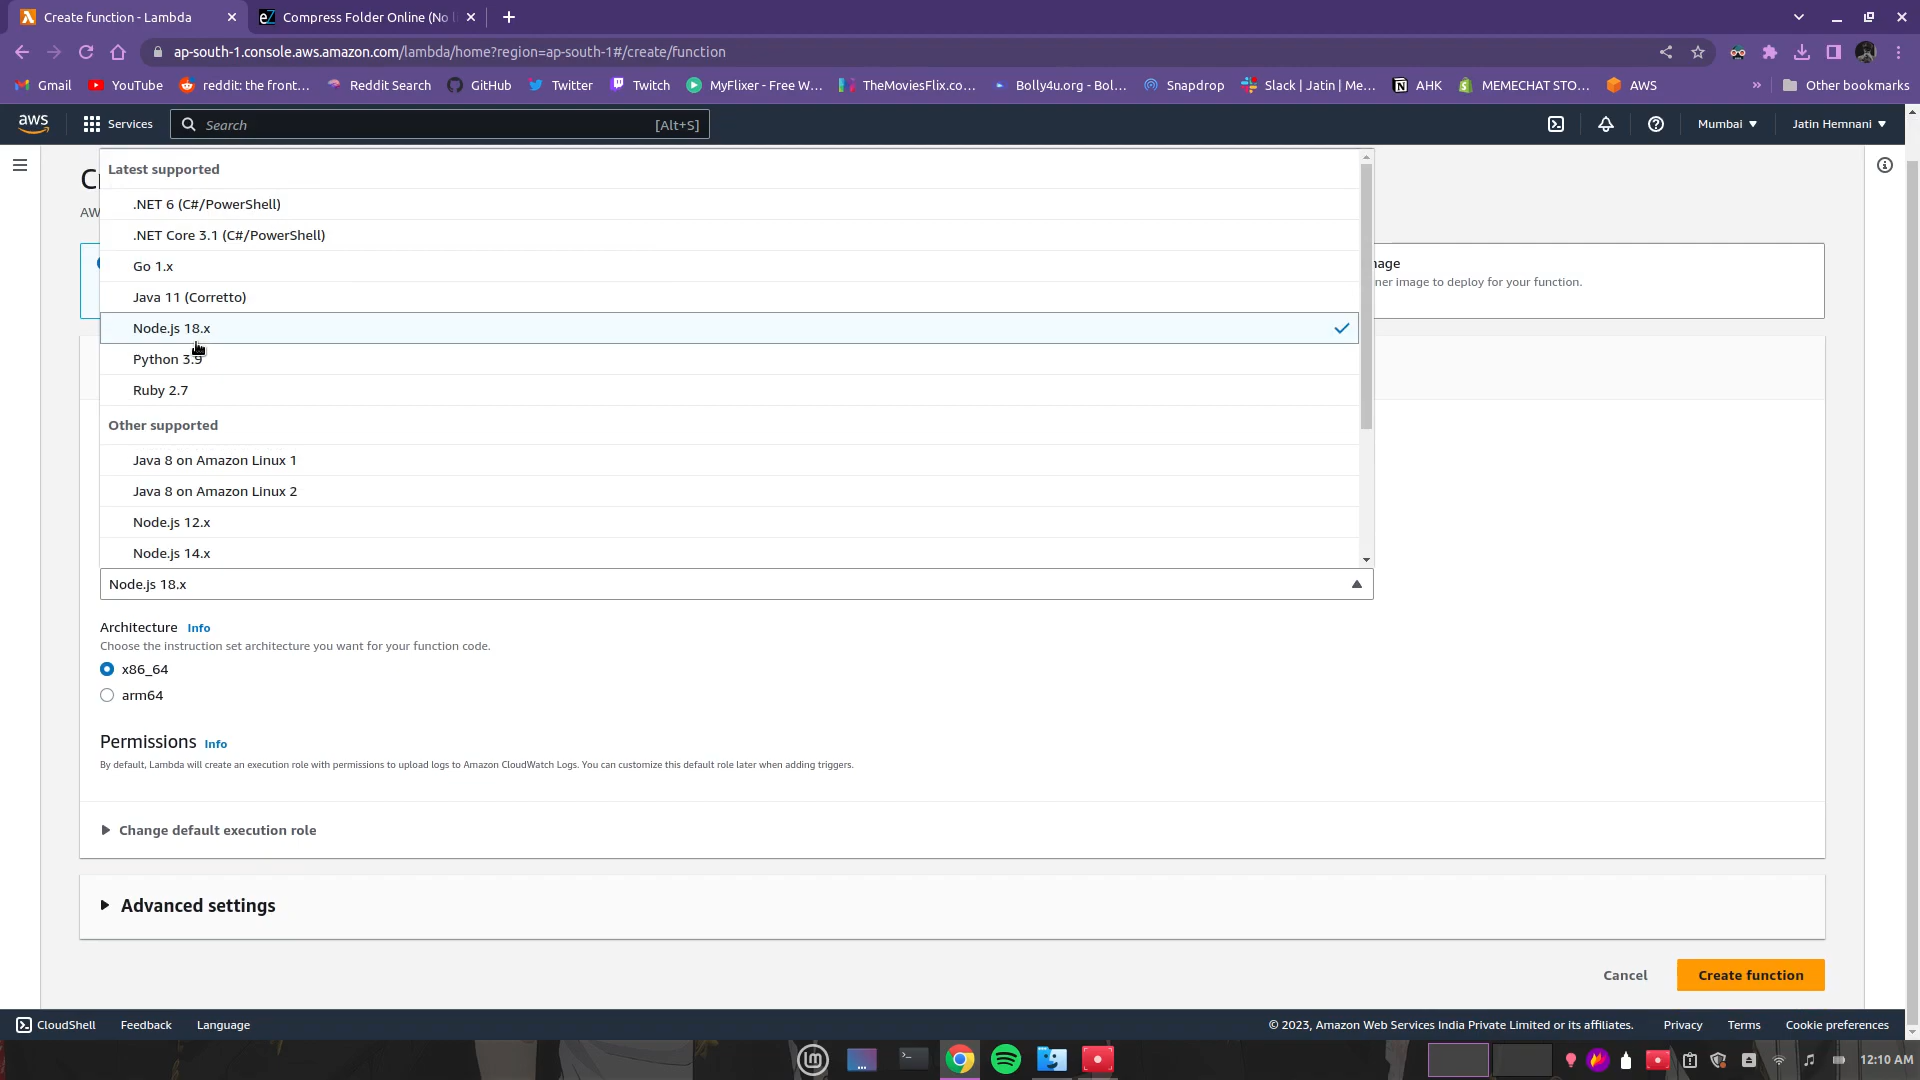 Create function - Lambda
Compress Folder Online (No
ap-south-1.console.aws.amazon.com/lambda/home?region=ap-south-1#/create/function
Gmail YouTube reddit: the front... Reddit Search GitHub Twitter Twitch MyFlixer - Free W... TheMoviesFlix.co... Bolly4u.org - Bol... Snapdrop Slack | Jatin | Me... AHK MEMECHAT STO... AWS » Other bookmarks
aws Services Search [Alt+S] Mumbai Jatin Hemnani
Latest supported
AW
.NET 6 (C#/PowerShell)
.NET Core 3.1 (C#/PowerShell)
Go 1.x
Java 11 (Corretto)
Node.js 18.x
Python 3.9
Ruby 2.7
Other supported
Java 8 on Amazon Linux 1
Java 8 on Amazon Linux 2
Node.js 12.x
Node.js 14.x
Node.js 18.x
nage
ner image to deploy for your function.
Architecture Info
Choose the instruction set architecture you want for your function code.
x86_64
arm64
Permissions Info
By default, Lambda will create an execution role with permissions to upload logs to Amazon CloudWatch Logs. You can customize this default role later when adding triggers.
Change default execution role
Advanced settings
Cancel Create function
CloudShell Feedback Language © 2023, Amazon Web Services India Private Limited or its affiliates. Privacy Terms Cookie preferences
12:10 AM